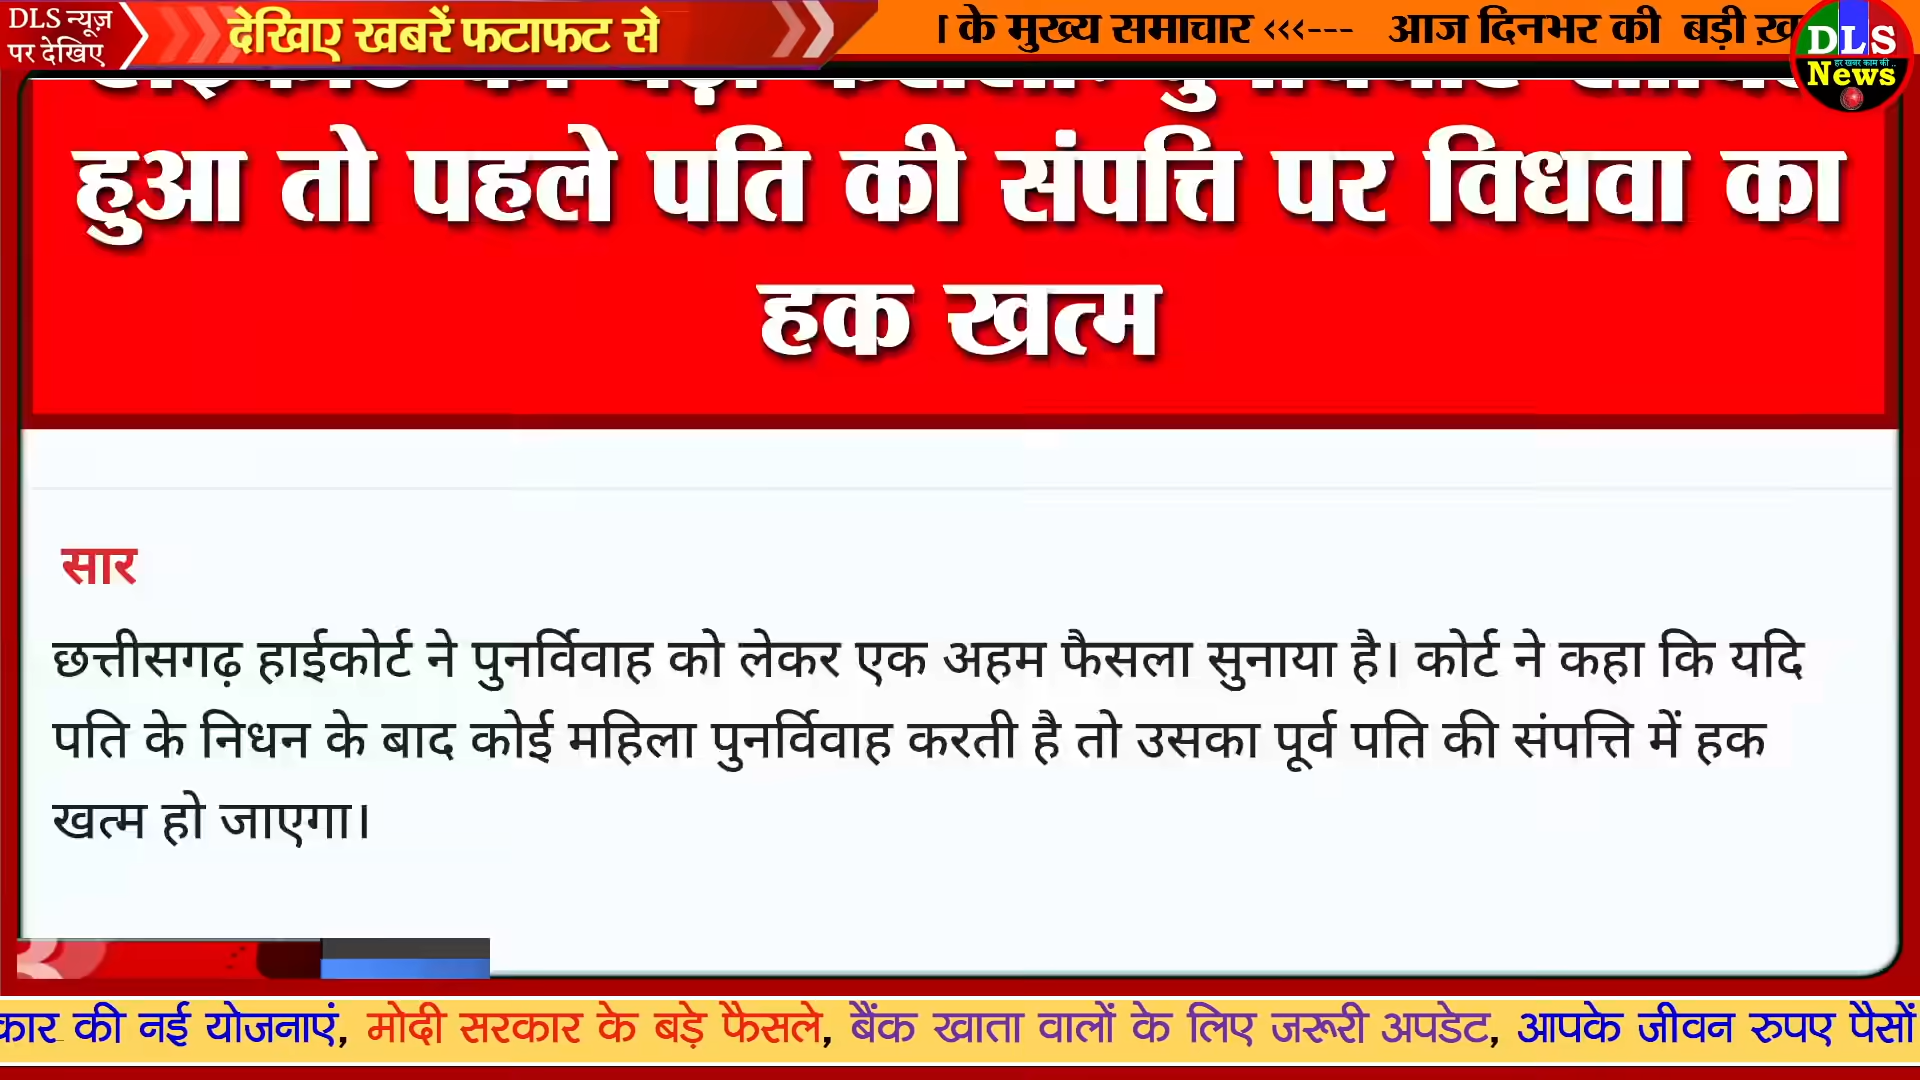 DLS न्यूज़
पर देखिए
देखिए खबरें फटाफट से
। के मुख्य समाचार <<<--- आज दिनभर की बड़ी
DLS
हर खबर काम की ..
News
हुआ तो पहले पति की संपत्ति पर विधवा का
हक खत्म
सार
छत्तीसगढ़ हाईकोर्ट ने पुनर्विवाह को लेकर एक अहम फैसला सुनाया है। कोर्ट ने कहा कि यदि
पति के निधन के बाद कोई महिला पुनर्विवाह करती है तो उसका पूर्व पति की संपत्ति में हक
खत्म हो जाएगा।
कार की नई योजनाएं, मोदी सरकार के बड़े फैसले, बैंक खाता वालों के लिए जरूरी अपडेट, आपके जीवन रुपए पैसों